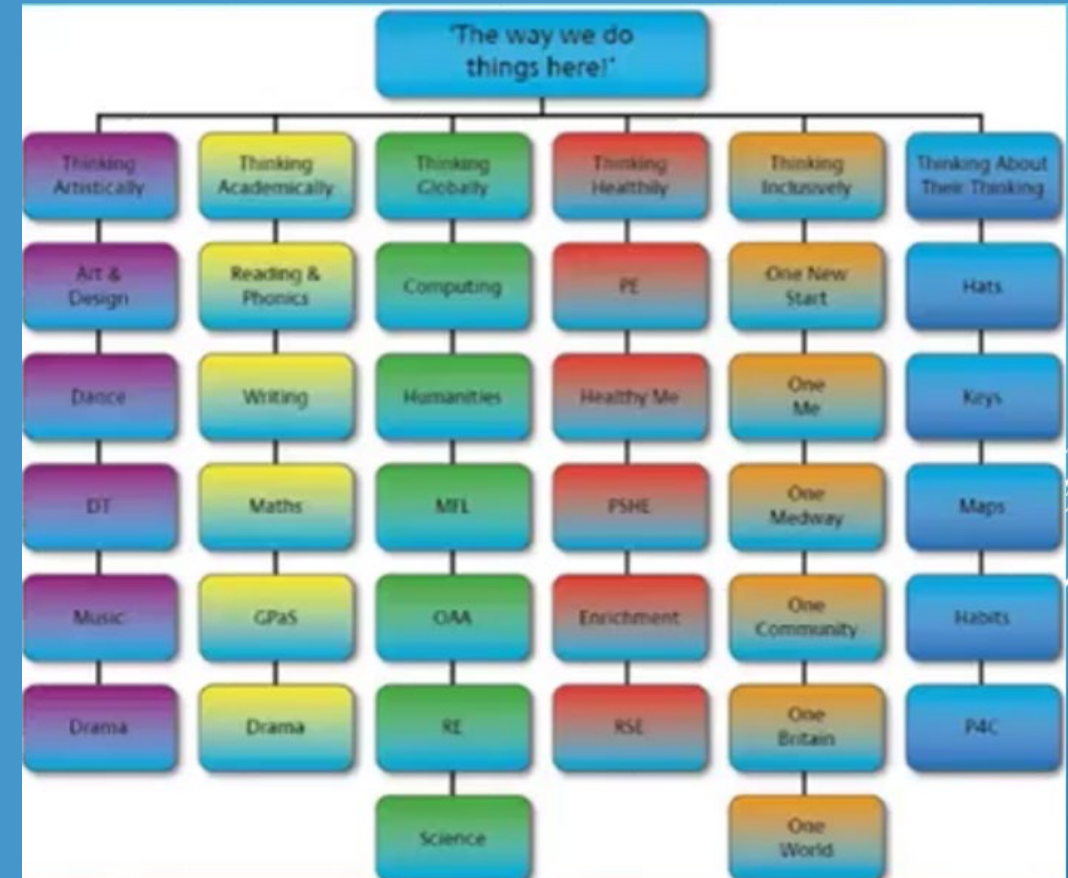 'The way we do
things here!'
Thinking
Artistically
Art &
Design
Dance
DT
Music
Drama
Thinking
Academically
Reading &
Phonics
Writing
Maths
GPaS
Drama
Thinking
Globally
Computing
Humanities
MFL
OAA
RE
Science
Thinking
Healthily
PE
Healthy Me
PSHE
Enrichment
RSE
Thinking
Inclusively
One New
Start
One
Me
One
Medway
One
Community
One
Britain
One
World
Thinking About
Their Thinking
Hats
Keys
Maps
Habits
P4C